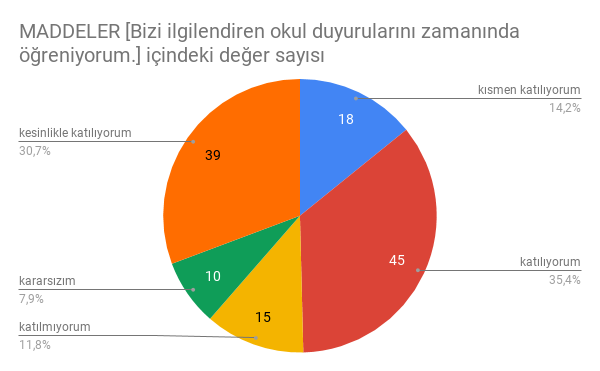 MADDELER [Bizi ilgilendiren okul duyurularını zamanında
öğreniyorum.] içindeki değer sayısı
kısmen katılıyorum
14,2%
18
kesinlikle katılıyorum
30,7%
39
katılıyorum
35,4%
45
kararsızım
7,9%
10
katılmıyorum
11,8%
15